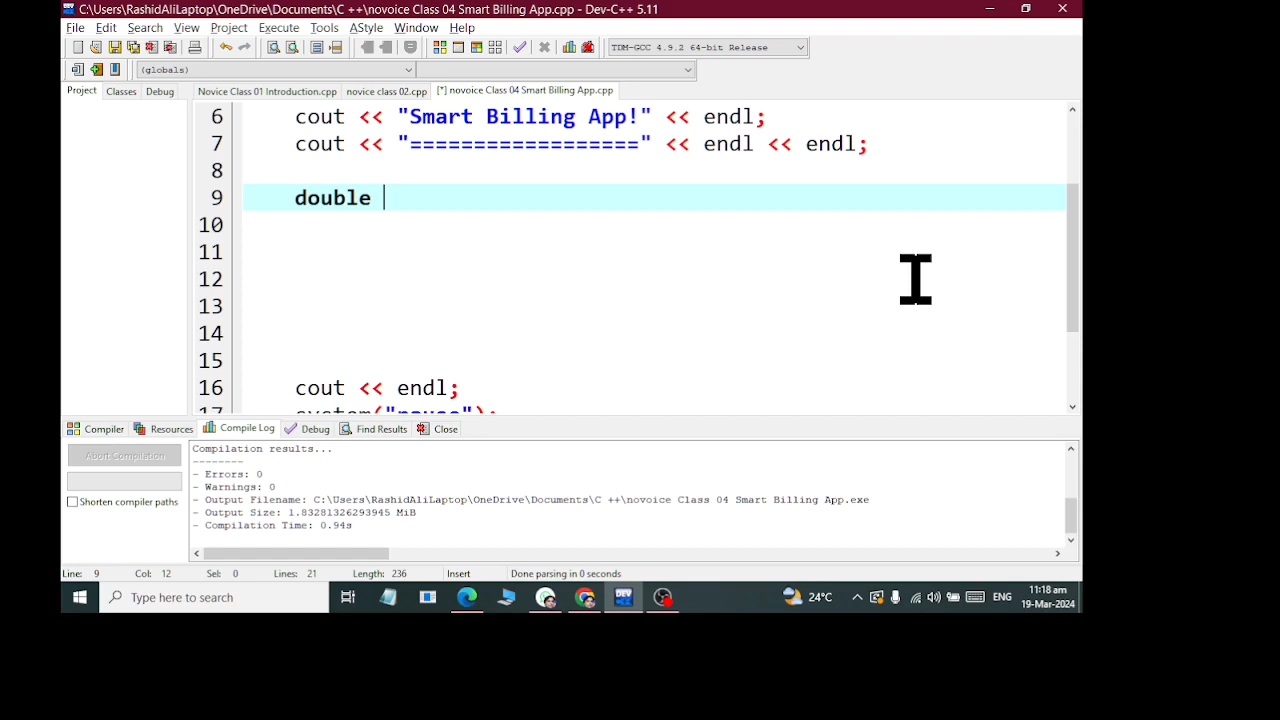 C:\Users\RashidAliLaptop\OneDrive\Documents\C ++\novoice Class 04 Smart Billing App.cpp - Dev-C++ 5.11
File Edit Search View Project Execute Tools AStyle Window Help
TDM-GCC 4.9.2 64-bit Release
(globals)
Project Classes Debug Novice Class 01 Introduction.cpp novice class 02.cpp [*] novoice Class 04 Smart Billing App.cpp
6 cout << "Smart Billing App!" << endl;
7 cout << "==================" << endl << endl;
8
9 double
10
11
12
13
14
15
16 cout << endl;
17 system("pause");
Compiler Resources Compile Log Debug Find Results Close
Abort Compilation
Shorten compiler paths
Compilation results...
--------
- Errors: 0
- Warnings: 0
- Output Filename: C:\Users\RashidAliLaptop\OneDrive\Documents\C ++\novoice Class 04 Smart Billing App.exe
- Output Size: 1.83281326293945 MiB
- Compilation Time: 0.94s
Line: 9 Col: 12 Sel: 0 Lines: 21 Length: 236 Insert Done parsing in 0 seconds
Type here to search
DEV
24°C
ENG
11:18 am
19-Mar-2024